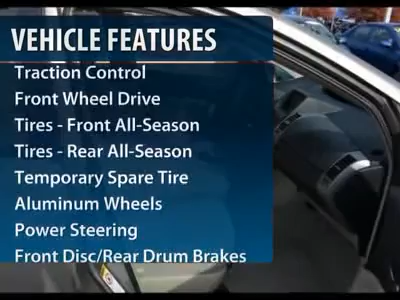 VEHICLE FEATURES
Traction Control
Front Wheel Drive
Tires - Front All-Season
Tires - Rear All-Season
Temporary Spare Tire
Aluminum Wheels
Power Steering
Front Disc/Rear Drum Brakes